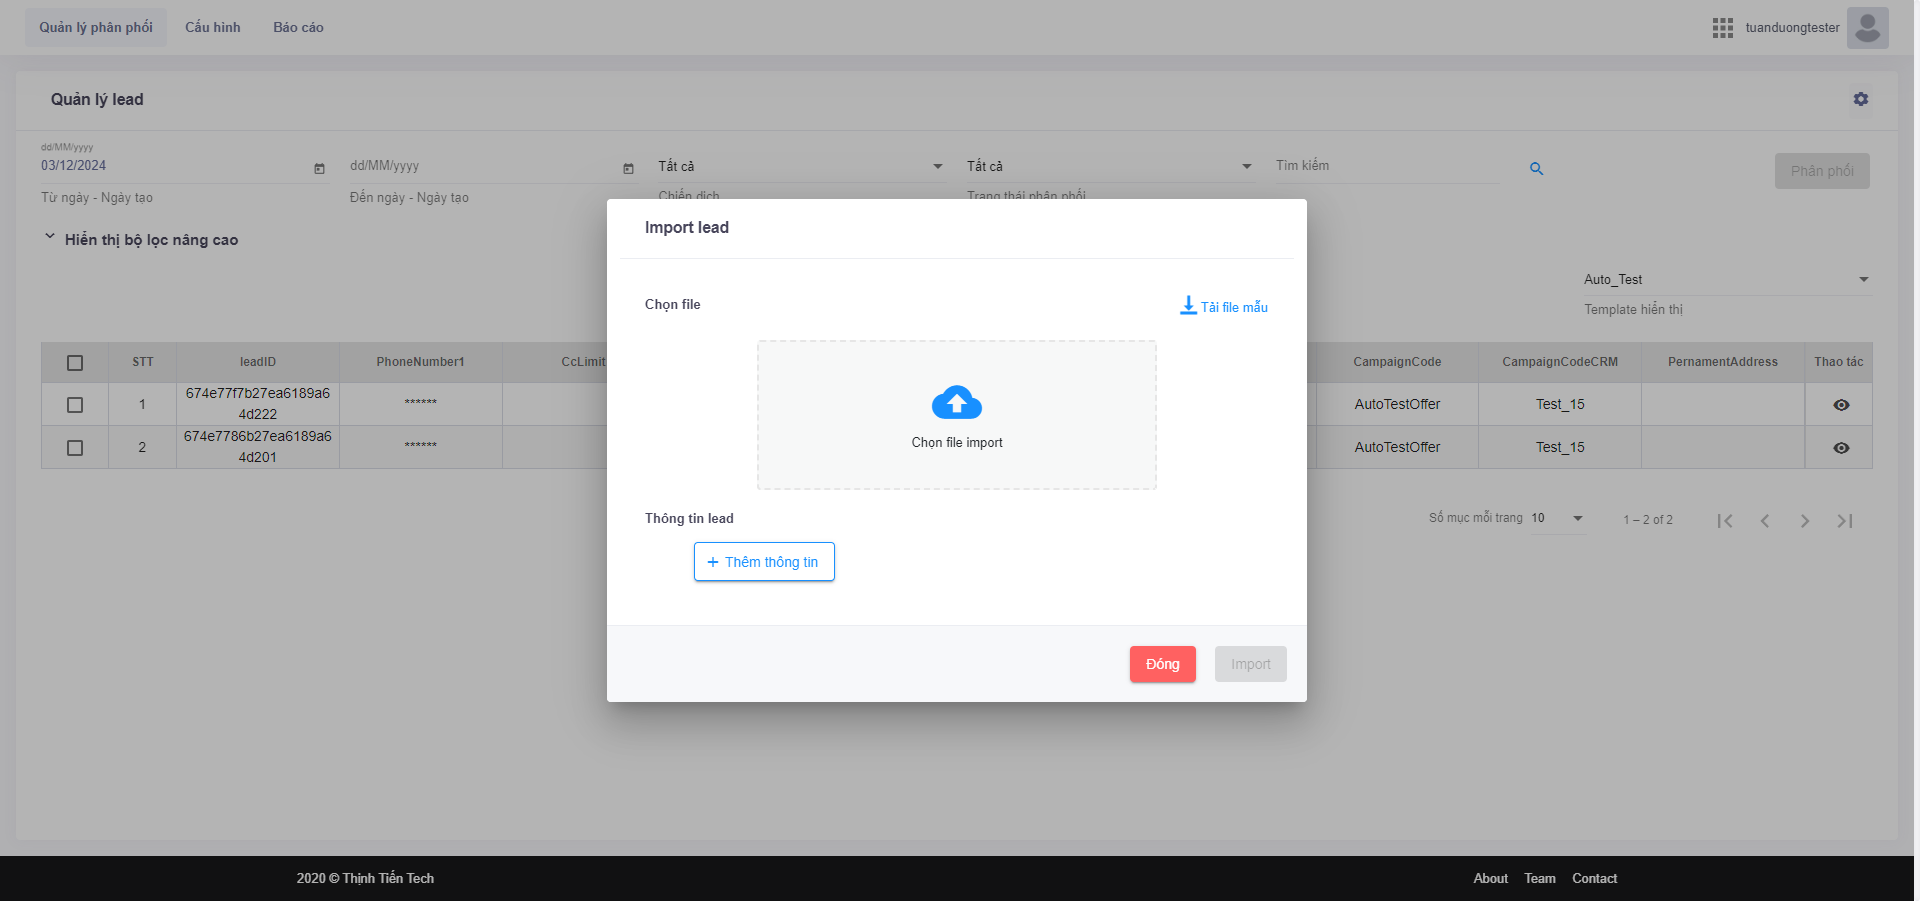 Quản lý phân phối Cấu hình Báo cáo tuanduongtester
Quản lý lead
dd/MM/yyyy
03/12/2024 dd/MM/yyyy Tất cả Tất cả Tìm kiếm Phân phối
Từ ngày - Ngày tạo Đến ngày - Ngày tạo Chiến dịch Trạng thái phân phối
Hiển thị bộ lọc nâng cao
Auto_Test
Template hiển thị
STT leadID PhoneNumber1 CcLimit CampaignCode CampaignCodeCRM PernamentAddress Thao tác
1 674e77f7b27ea6189a6 ****** AutoTestOffer Test_15
4d222
2 674e7786b27ea6189a6 ****** AutoTestOffer Test_15
4d201
Số mục mỗi trang 10 1 – 2 of 2
Import lead
Chọn file Tải file mẫu
Chọn file import
Thông tin lead
+ Thêm thông tin
Đóng Import
2020 © Thịnh Tiến Tech About Team Contact